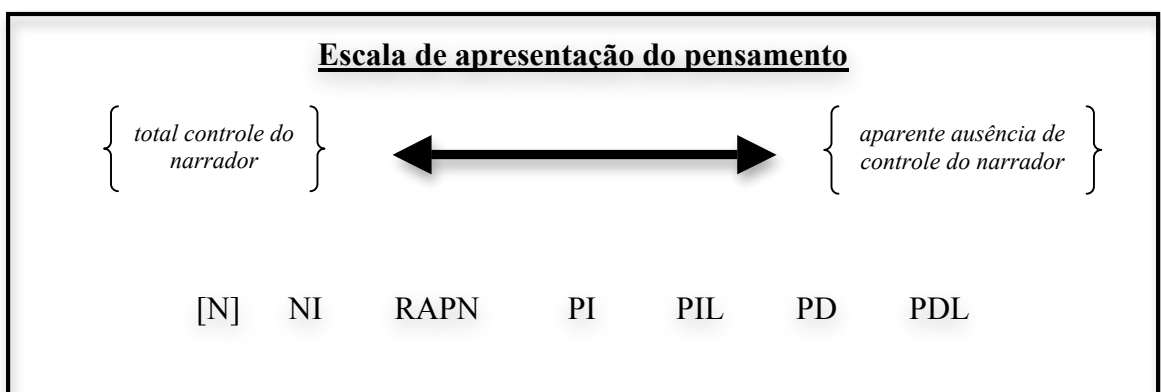 Escala de apresentação do pensamento
total controle do
narrador
aparente ausência de
controle do narrador
[N] NI RAPN PI PIL PD PDL